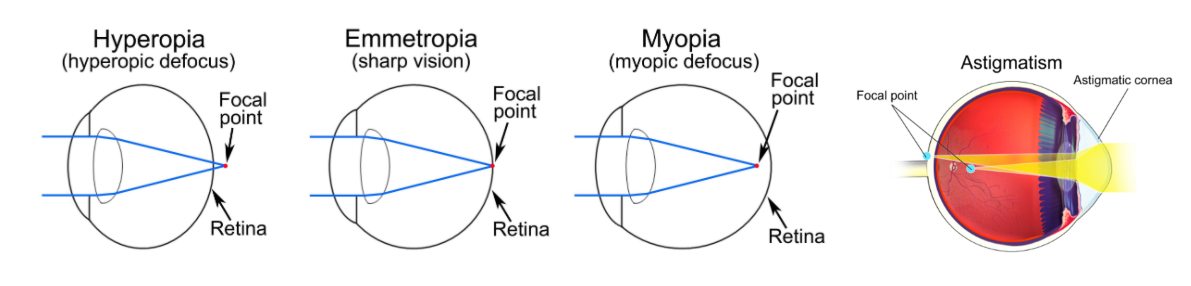 Hyperopia
(hyperopic defocus)
Focal
point
Retina
Emmetropia
(sharp vision)
Focal
point
Retina
Myopia
(myopic defocus)
Focal
point
Retina
Astigmatism
Astigmatic cornea
Focal point